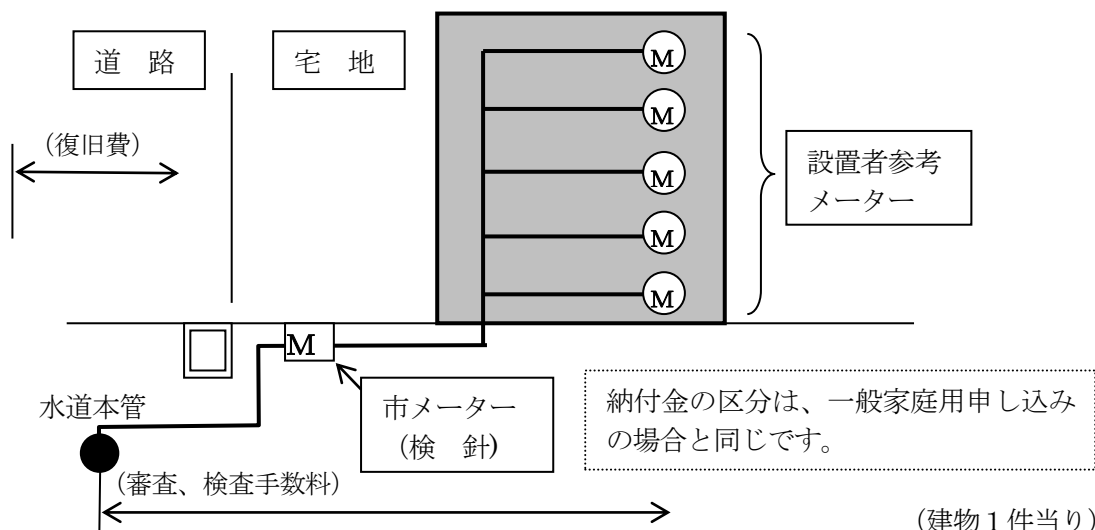 道　路
宅　地
(復旧費)
M
M
M
M
M
設置者参考
メーター
M
水道本管
市メーター
(検　針)
納付金の区分は、一般家庭用申し込み
の場合と同じです。
(審査、検査手数料)
(建物１件当り)